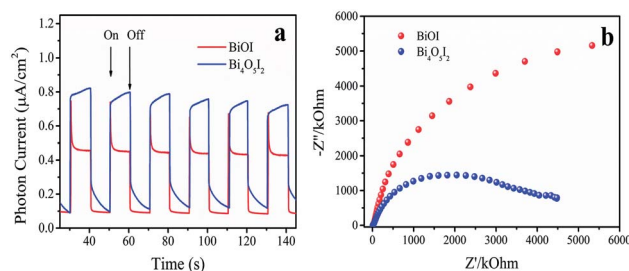 a
On Off
BiOI
Bi₄O₅I₂
Photon Current (μA/cm²)
1.2
1.0
0.8
0.6
0.4
0.2
0.0
40 60 80 100 120 140
Time (s)
b
BiOI
Bi₄O₅I₂
-Z''/kOhm
6000
5000
4000
3000
2000
1000
0
0 1000 2000 3000 4000 5000 6000
Z'/kOhm